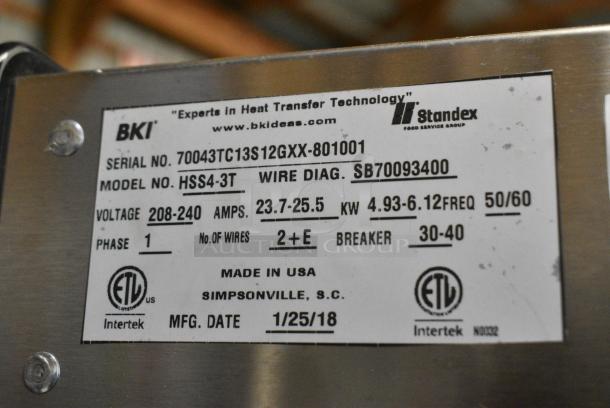 "Experts in Heat Transfer Technology"
BKI® www.bkideas.com Standex
FOOD SERVICE GROUP
SERIAL NO. 70043TC13S12GXX-801001
MODEL NO. HSS4-3T WIRE DIAG. SB70093400
VOLTAGE 208-240 AMPS. 23.7-25.5 KW 4.93-6.12 FREQ 50/60
PHASE 1 No.OF WIRES 2+E BREAKER 30-40
AUCTION GROUP
MADE IN USA
SIMPSONVILLE, S.C.
ETL US ETL
Intertek MFG. DATE 1/25/18 Intertek N0032